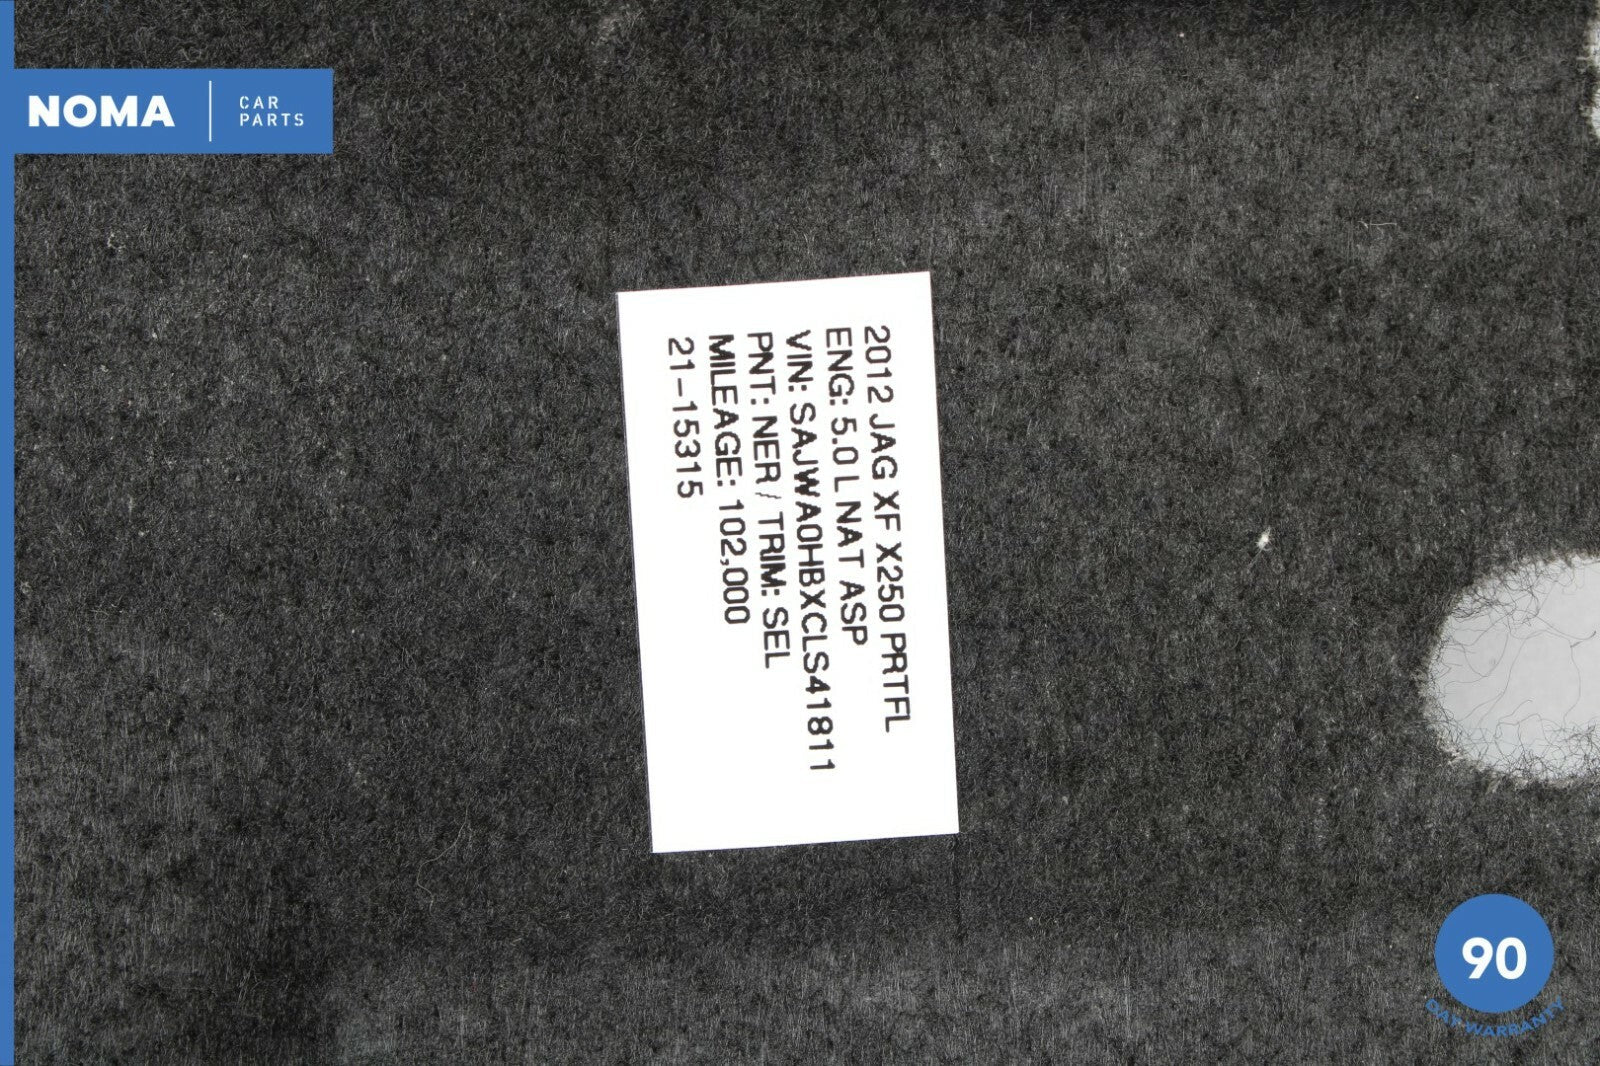 NOMA
CAR
PARTS
2012 JAG XF X250 PRTFL
ENG: 5.0 L NAT ASP
VIN: SAJWA0HBXCLS41811
PNT: NER / TRIM: SEL
MILEAGE: 102,000
21-15315
90
DAY WARRANTY